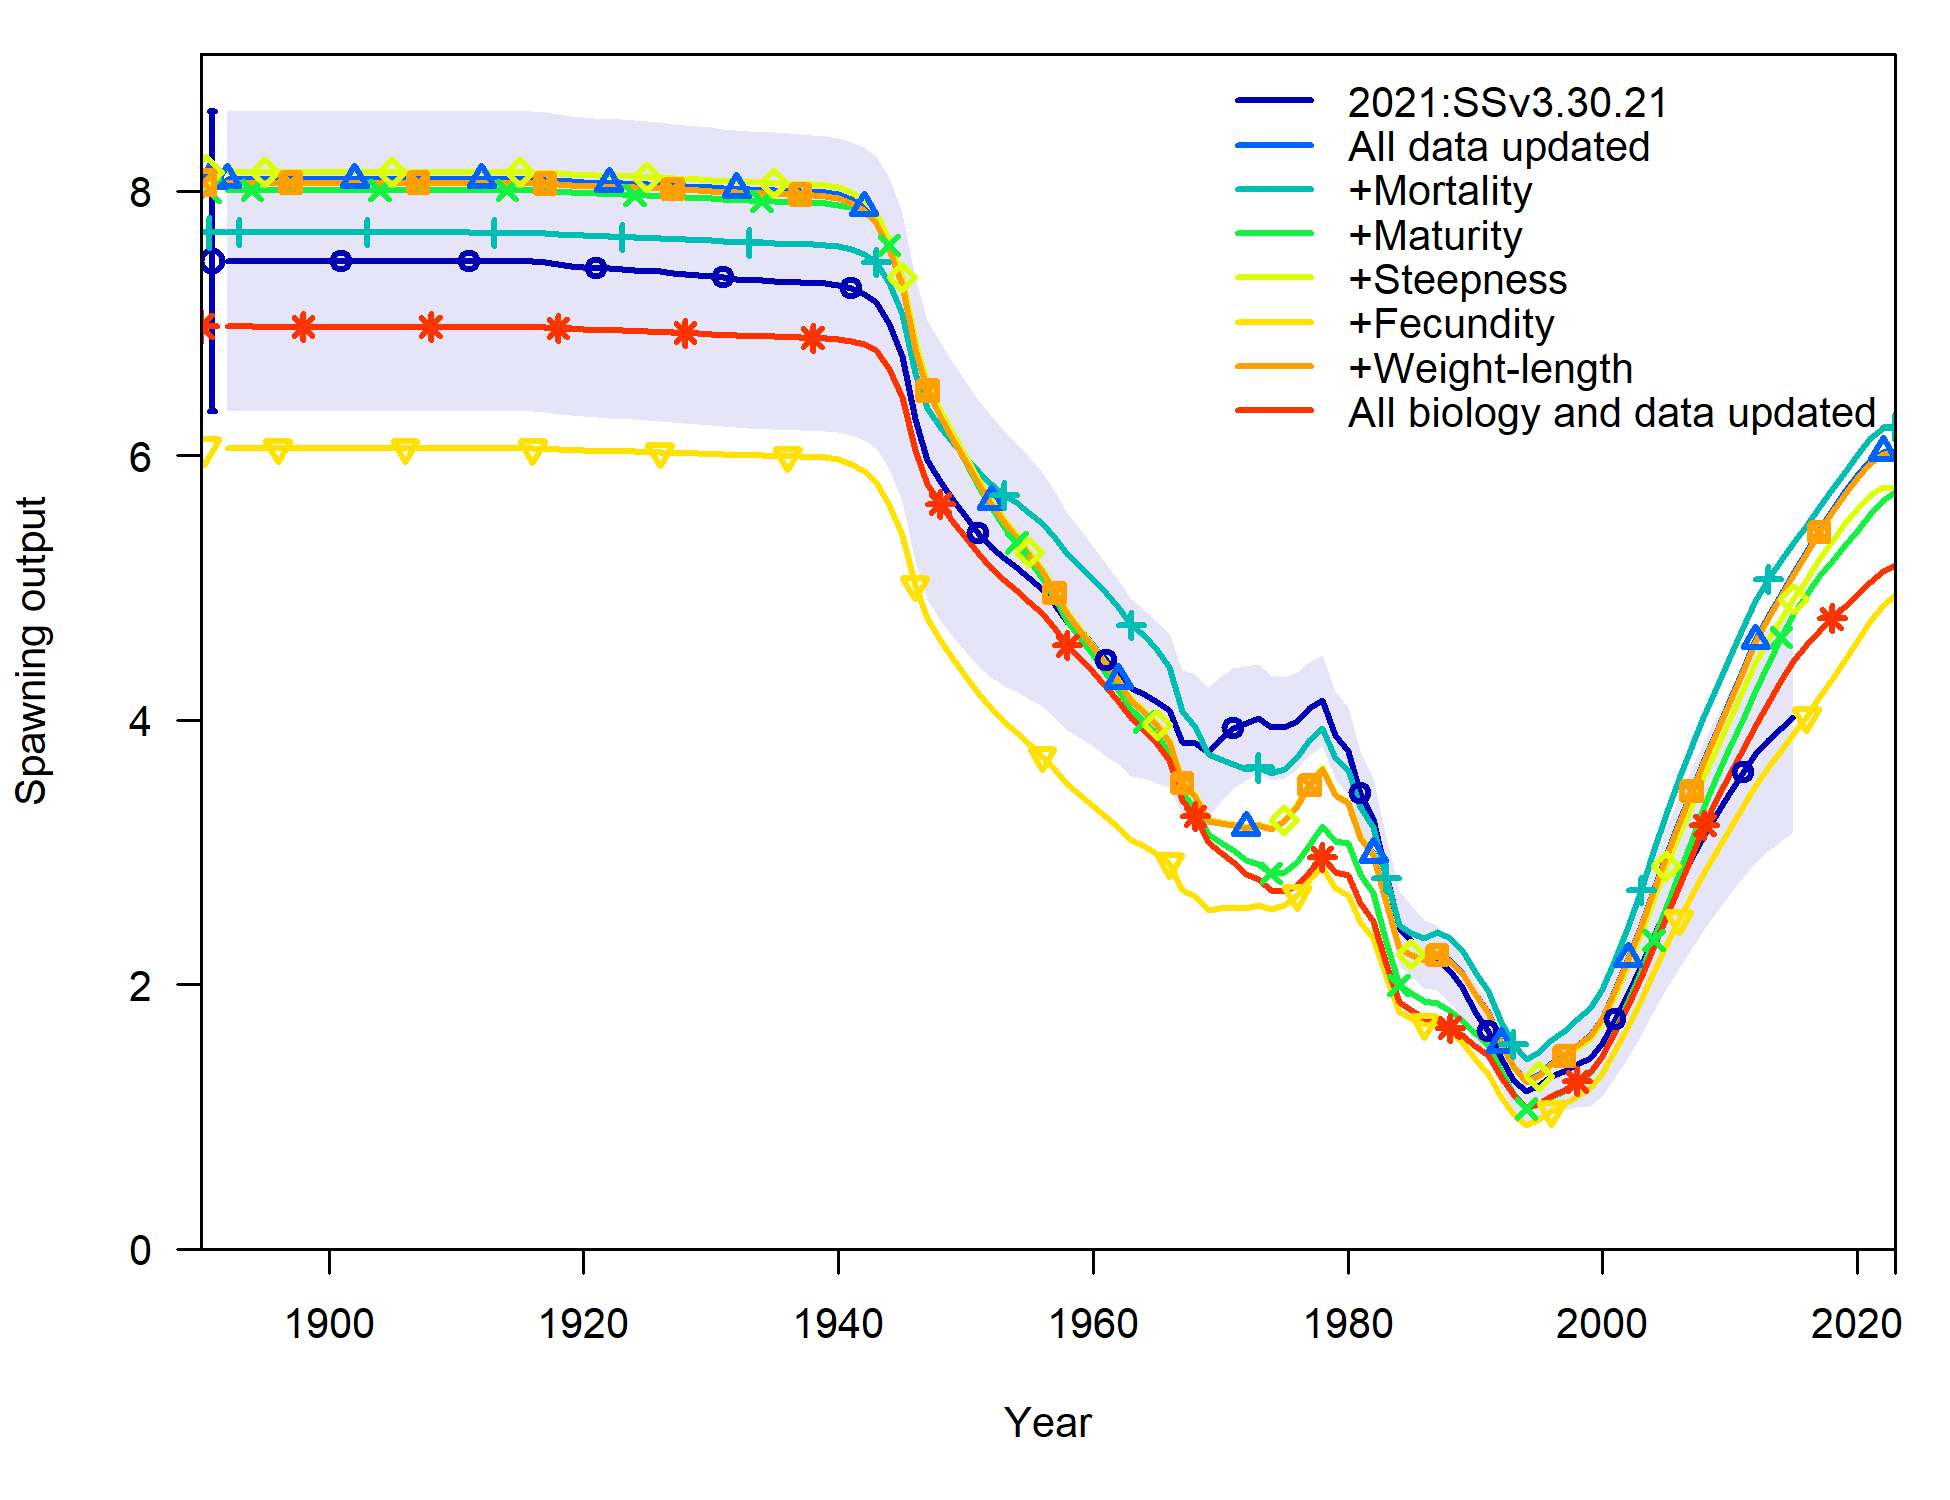 2021:SSv3.30.21
All data updated
+Mortality
+Maturity
+Steepness
+Fecundity
+Weight-length
All biology and data updated
Spawning output
8
6
4
2
0
1900 1920 1940 1960 1980 2000 2020
Year